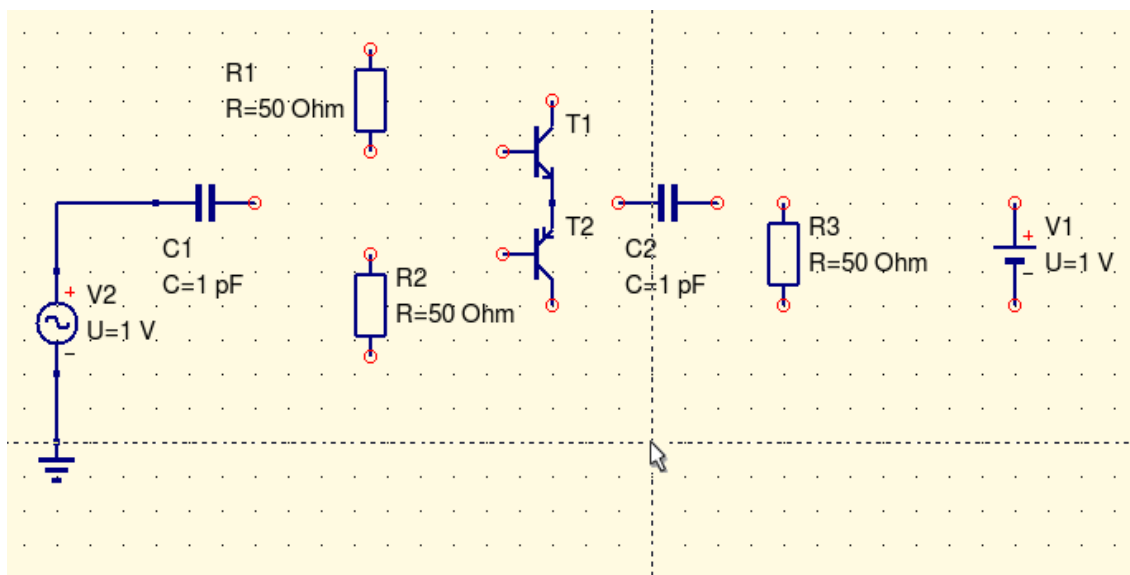 R1
R=50 Ohm
T1
T2
C1
C=1 pF
R2
R=50 Ohm
C2
C=1 pF
R3
R=50 Ohm
+
V1
U=1 V
−
+
V2
U=1 V
−